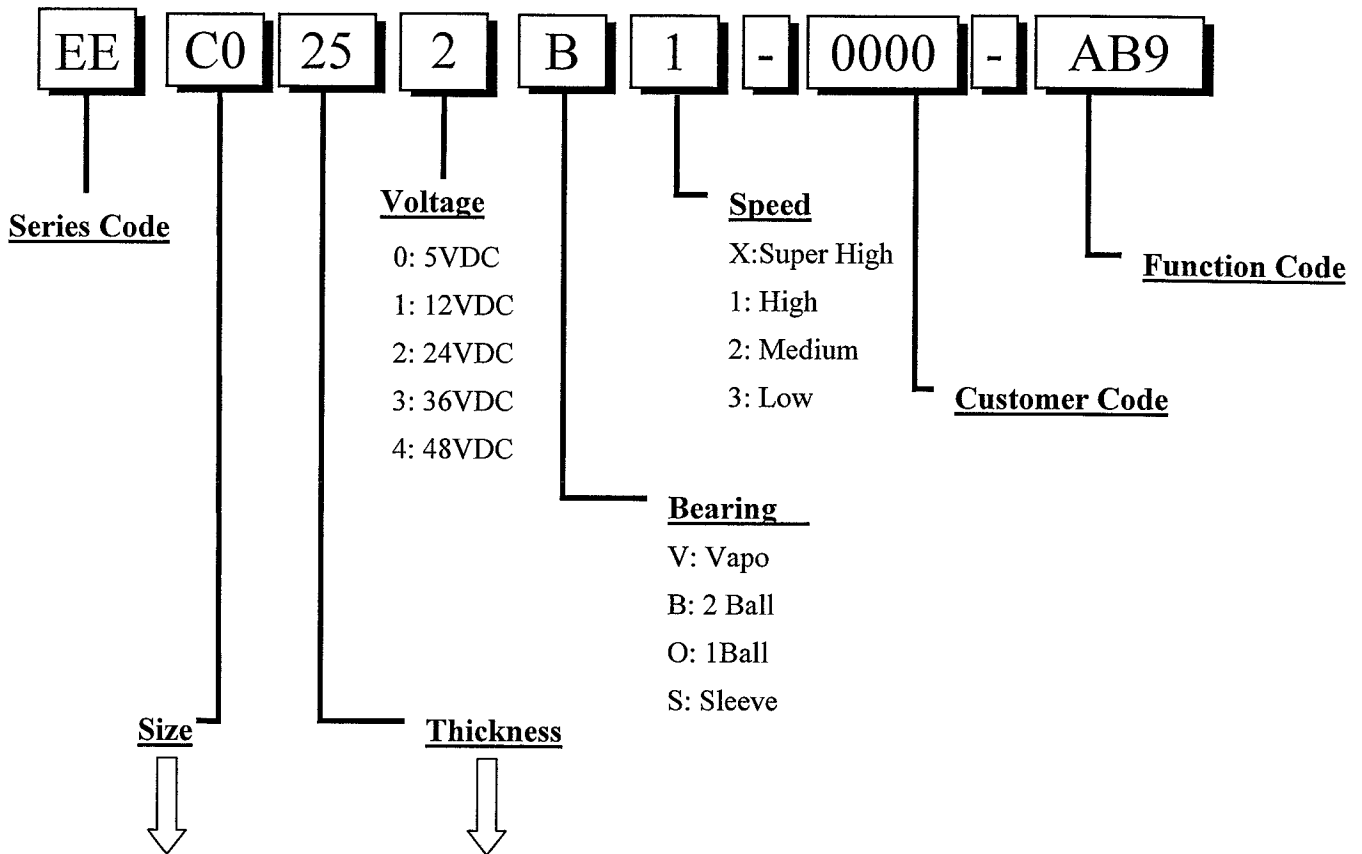 EE C0 25 2 B 1 - 0000 - AB9
Series Code
Voltage
0: 5VDC
1: 12VDC
2: 24VDC
3: 36VDC
4: 48VDC
Speed
X:Super High
1: High
2: Medium
3: Low
Function Code
Customer Code
Bearing
V: Vapo
B: 2 Ball
O: 1Ball
S: Sleeve
Size
Thickness